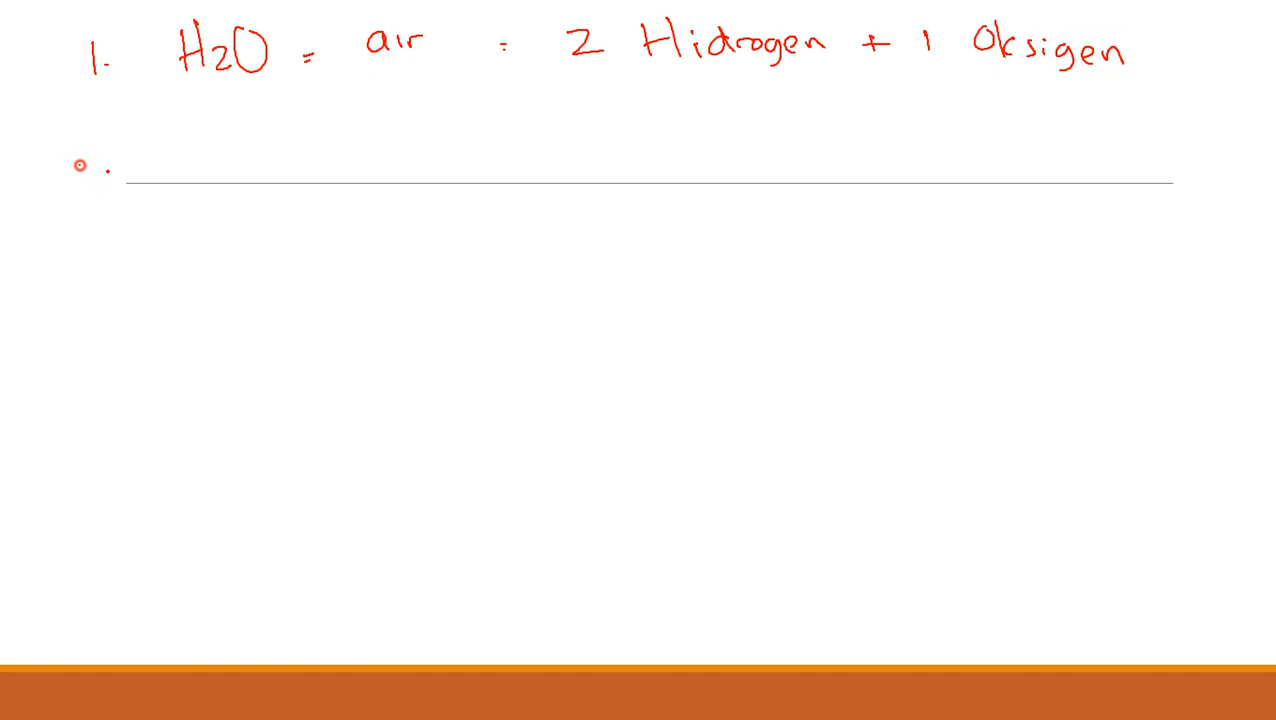 1. H2O = air = 2 Hidrogen + 1 Oksigen